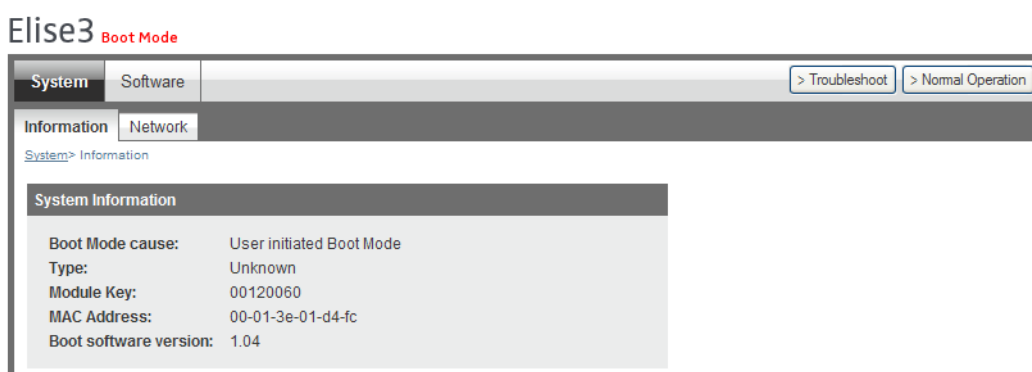 Elise3 Boot Mode
System Software > Troubleshoot > Normal Operation
Information Network
System> Information
System Information
Boot Mode cause: User initiated Boot Mode
Type: Unknown
Module Key: 00120060
MAC Address: 00-01-3e-01-d4-fc
Boot software version: 1.04